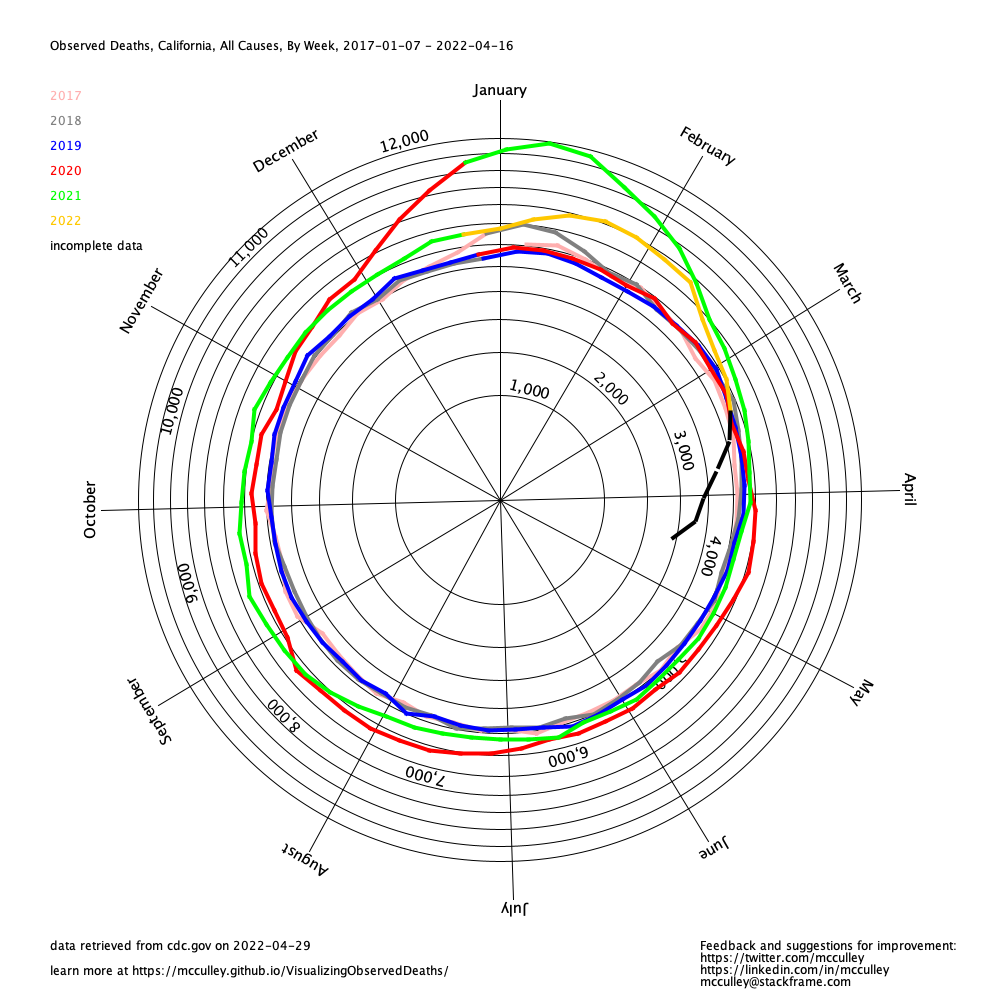 Observed Deaths, California, All Causes, By Week, 2017-01-07 - 2022-04-16
January
2017
2018
2019
2020
2021
2022
incomplete data
December
12,000
February
11,000
November
March
1,000
2,000
10,000
3,000
October
April
4,000
9,000
September
8,000
May
7,000
6,000
August
June
July
data retrieved from cdc.gov on 2022-04-29
learn more at https://mcculley.github.io/VisualizingObservedDeaths/
Feedback and suggestions for improvement:
https://twitter.com/mcculley
https://linkedin.com/in/mcculley
mcculley@stackframe.com